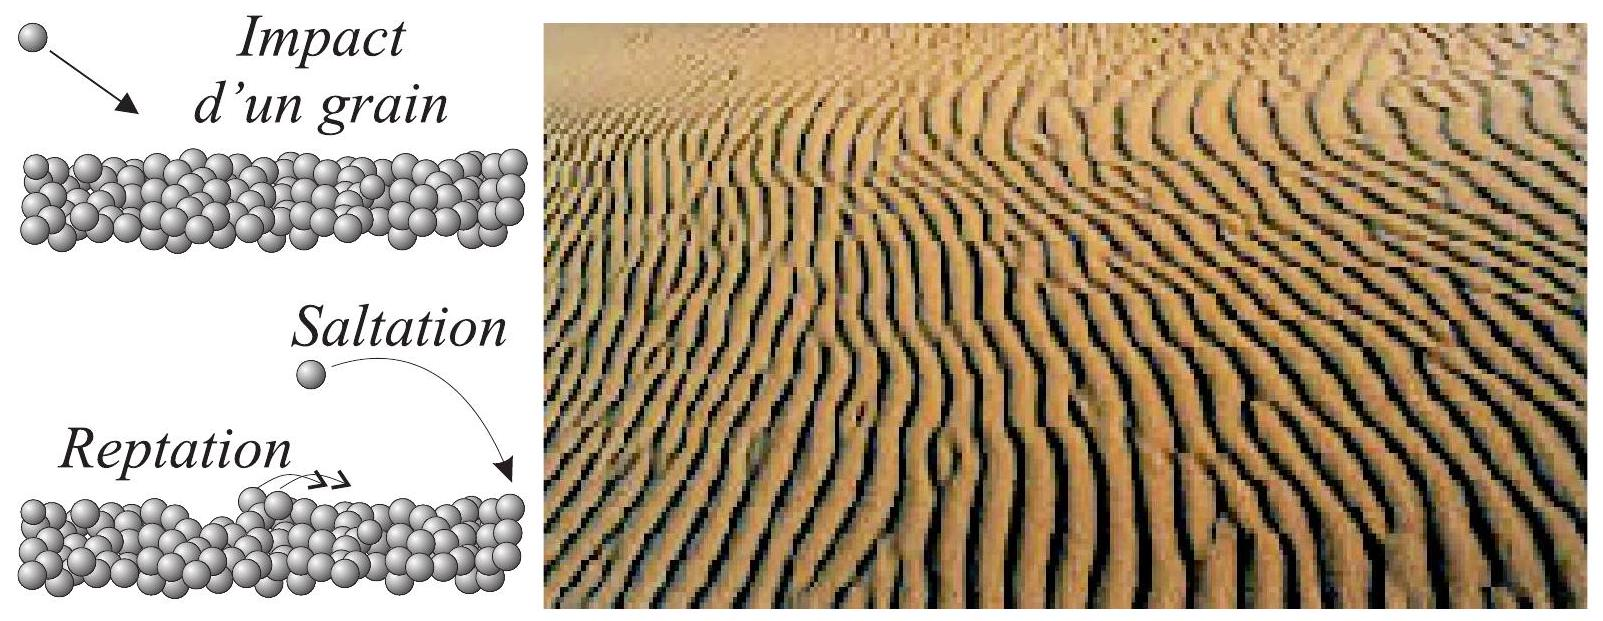 Impact
d'un grain
Saltation
Reptation